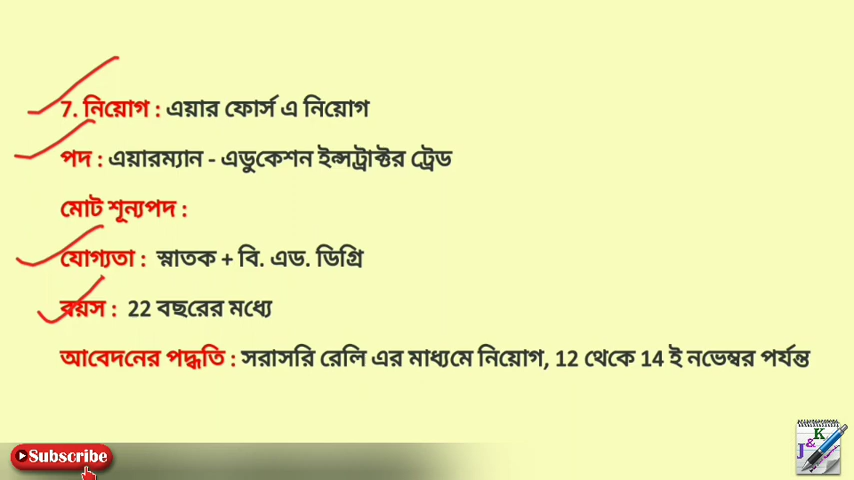 7. নিয়োগ : এয়ার ফোর্স এ নিয়োগ
পদ : এয়ারম্যান - এডুকেশন ইন্সট্রাক্টর ট্রেড
মোট শূন্যপদ :
যোগ্যতা : স্নাতক + বি. এড. ডিগ্রি
বয়স : 22 বছরের মধ্যে
আবেদনের পদ্ধতি : সরাসরি রেলি এর মাধ্যমে নিয়োগ, 12 থেকে 14 ই নভেম্বর পর্যন্ত
Subscribe
J & K